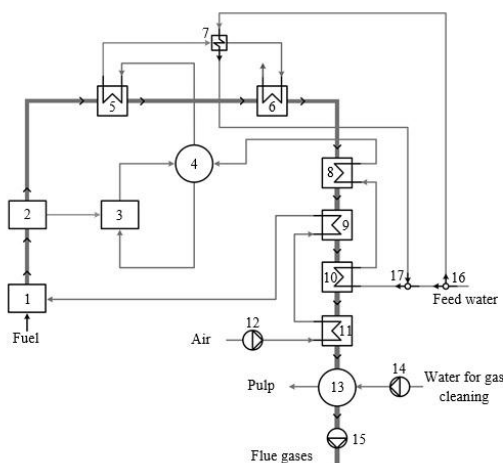 7
5
6
4
8
2
3
9
10
17
16
Feed water
1
Fuel
12
Air
11
14
Pulp
13
Water for gas
cleaning
15
Flue gases